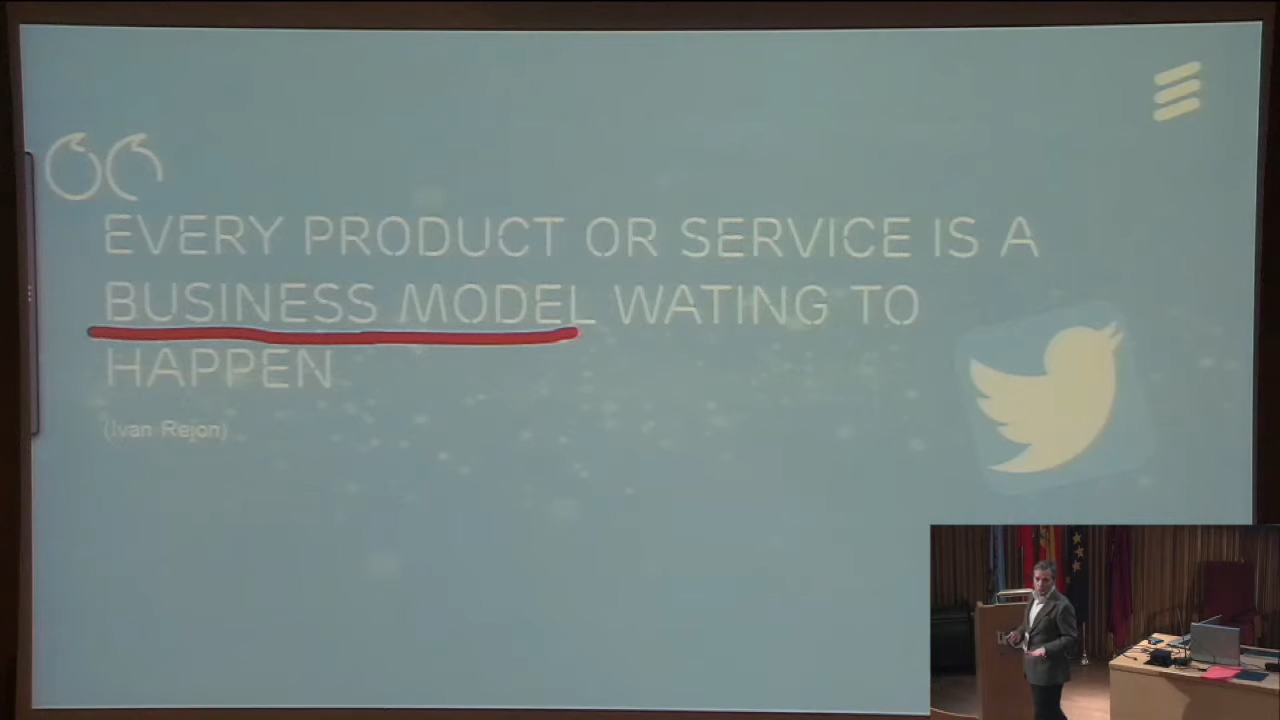 EVERY PRODUCT OR SERVICE IS A
BUSINESS MODEL WATING TO
HAPPEN
(Ivan Rejon)